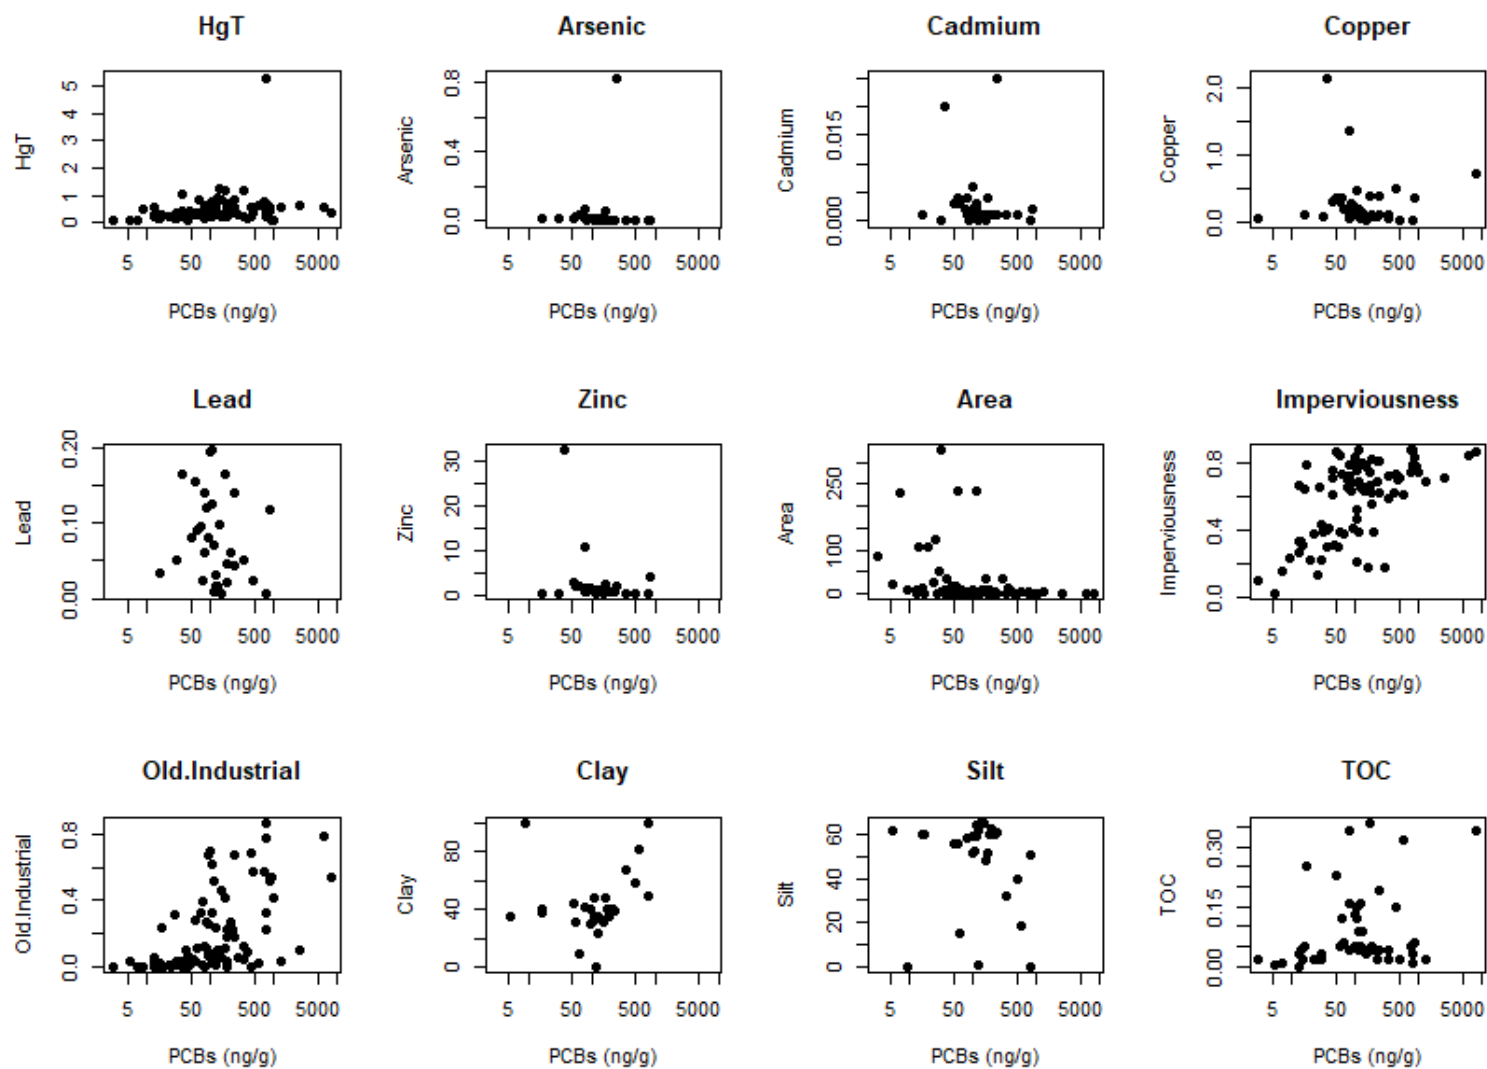 HgT Arsenic Cadmium Copper
HgT
0 1 2 3 4 5
5 50 500 5000
PCBs (ng/g)
Arsenic
0.0 0.4 0.8
5 50 500 5000
PCBs (ng/g)
Cadmium
0.000 0.015
5 50 500 5000
PCBs (ng/g)
Copper
0.0 1.0 2.0
5 50 500 5000
PCBs (ng/g)
Lead Zinc Area Imperviousness
Lead
0.00 0.10 0.20
5 50 500 5000
PCBs (ng/g)
Zinc
0 10 20 30
5 50 500 5000
PCBs (ng/g)
Area
0 100 250
5 50 500 5000
PCBs (ng/g)
Imperviousness
0.0 0.4 0.8
5 50 500 5000
PCBs (ng/g)
Old.Industrial Clay Silt TOC
Old.Industrial
0.0 0.4 0.8
5 50 500 5000
PCBs (ng/g)
Clay
0 40 80
5 50 500 5000
PCBs (ng/g)
Silt
0 20 40 60
5 50 500 5000
PCBs (ng/g)
TOC
0.00 0.15 0.30
5 50 500 5000
PCBs (ng/g)